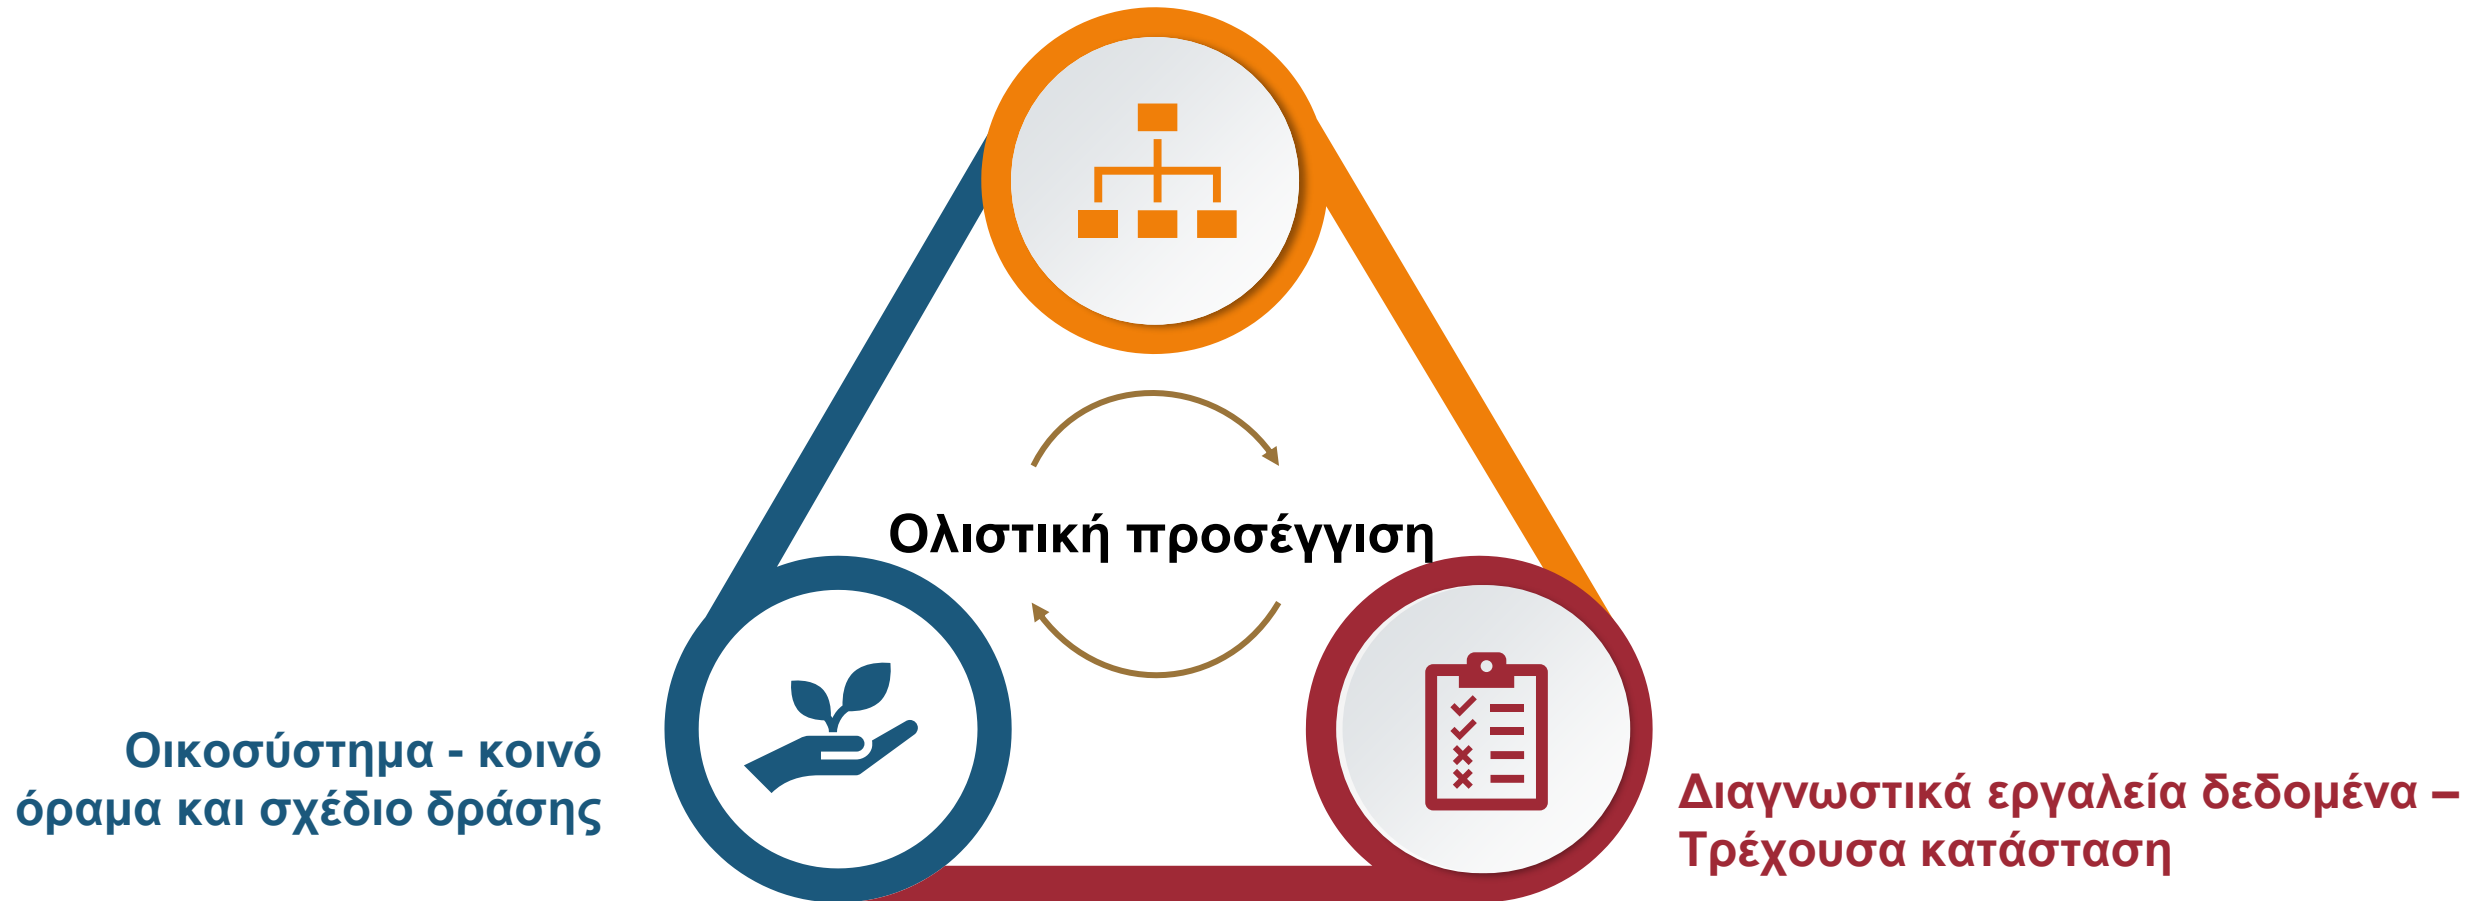 Ολιστική προσέγγιση
Οικοσύστημα - κοινό
όραμα και σχέδιο δράσης
Διαγνωστικά εργαλεία δεδομένα –
Τρέχουσα κατάσταση